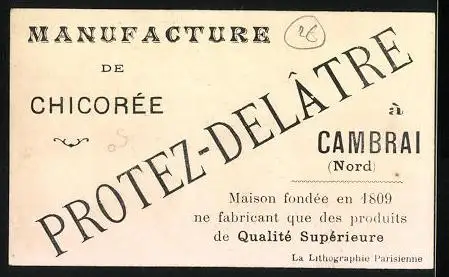 MANUFACTURE
DE
CHICORÉE
PROTEZ-DELÂTRE
à
CAMBRAI
(Nord)
Maison fondée en 1809
ne fabricant que des produits
de Qualité Supérieure
La Lithographie Parisienne